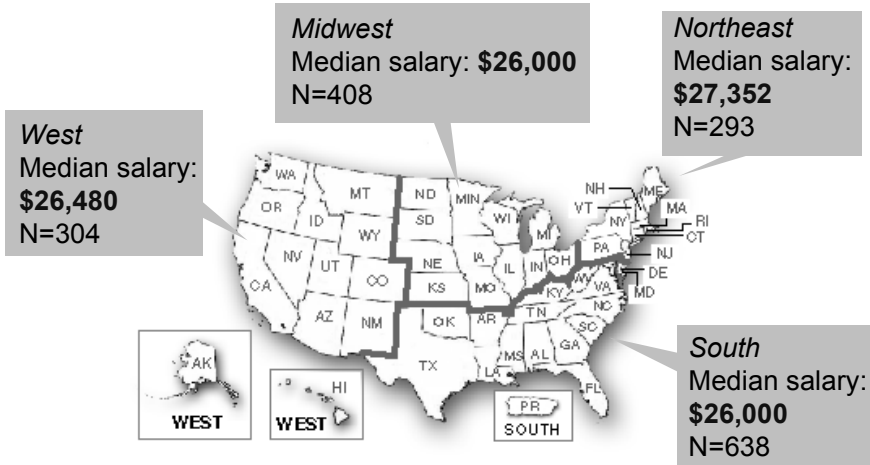 Midwest
Median salary: $26,000
N=408
Northeast
Median salary:
$27,352
N=293
West
Median salary:
$26,480
N=304
WA
OR
ID
MT
WY
NV
UT
CO
CA
AZ
NM
ND
SD
NE
KS
MIN
IA
MO
WI
IL
MI
IN
OH
NH
VT
ME
NY
MA
RI
CT
PA
NJ
DE
MD
WV
VA
KY
NC
TN
SC
OK
AR
TX
LA
MS
AL
GA
FL
AK
WEST
HI
WEST
PR
SOUTH
South
Median salary:
$26,000
N=638